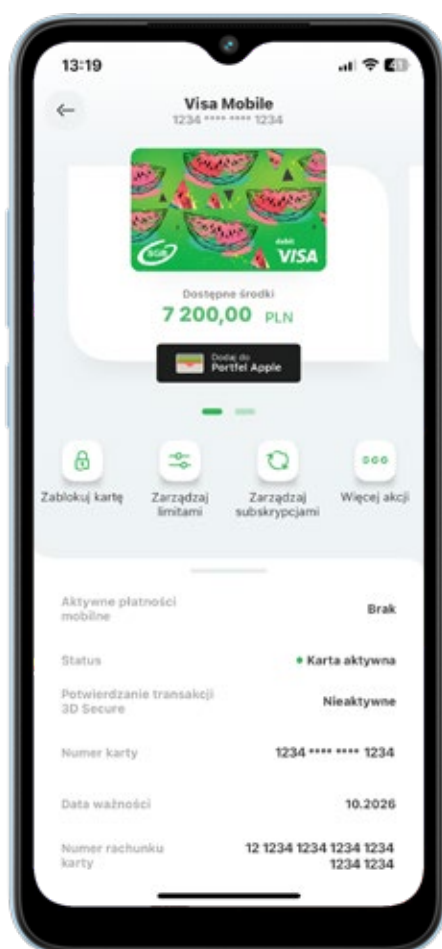 13:19
41
Visa Mobile
1234 **** **** 1234
SGB
debit
VISA
Dostępne środki
7 200,00 PLN
Dodaj do
Portfel Apple
Zablokuj kartę
Zarządzaj
limitami
Zarządzaj
subskrypcjami
Więcej akcji
Aktywne płatności
mobilne
Brak
Status
Karta aktywna
Potwierdzanie transakcji
3D Secure
Nieaktywne
Numer karty
1234 **** **** 1234
Data ważności
10.2026
Numer rachunku
karty
12 1234 1234 1234 1234
1234 1234